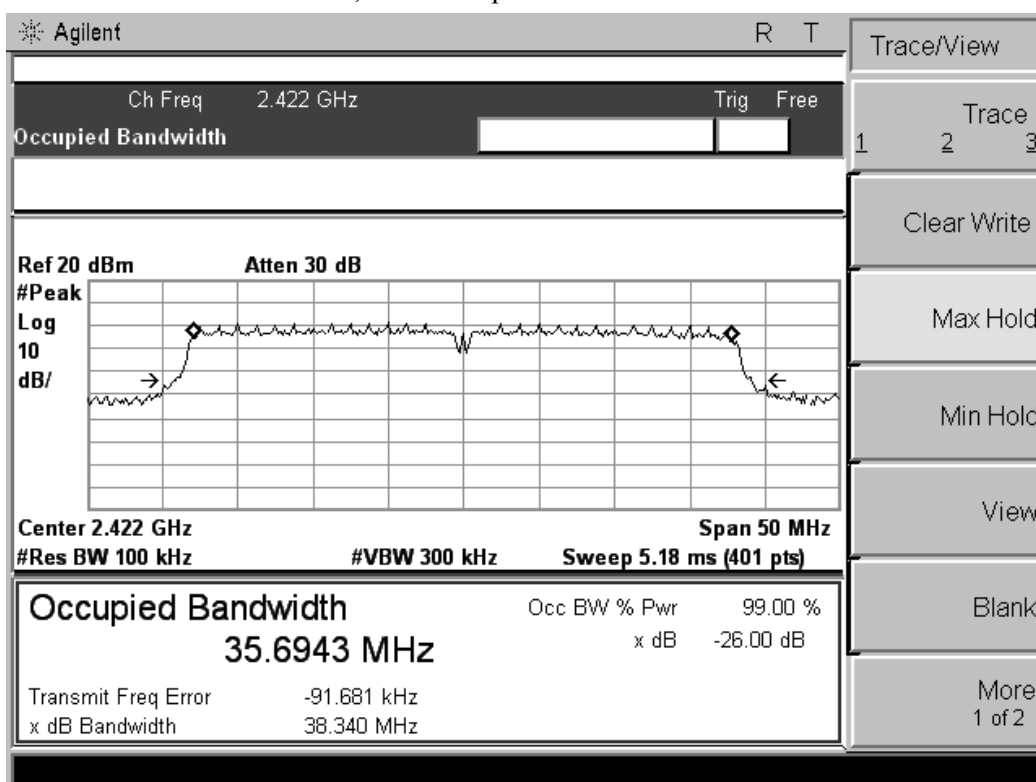 Agilent R T
Trace/View
Ch Freq 2.422 GHz Trig Free
Occupied Bandwidth
Trace
1 2 3
Clear Write
Ref 20 dBm Atten 30 dB
#Peak
Log
10
dB/
Max Hold
Min Hold
Center 2.422 GHz Span 50 MHz
#Res BW 100 kHz #VBW 300 kHz Sweep 5.18 ms (401 pts)
View
Occupied Bandwidth Occ BW % Pwr 99.00 %
35.6943 MHz x dB -26.00 dB
Transmit Freq Error -91.681 kHz
x dB Bandwidth 38.340 MHz
Blank
More
1 of 2